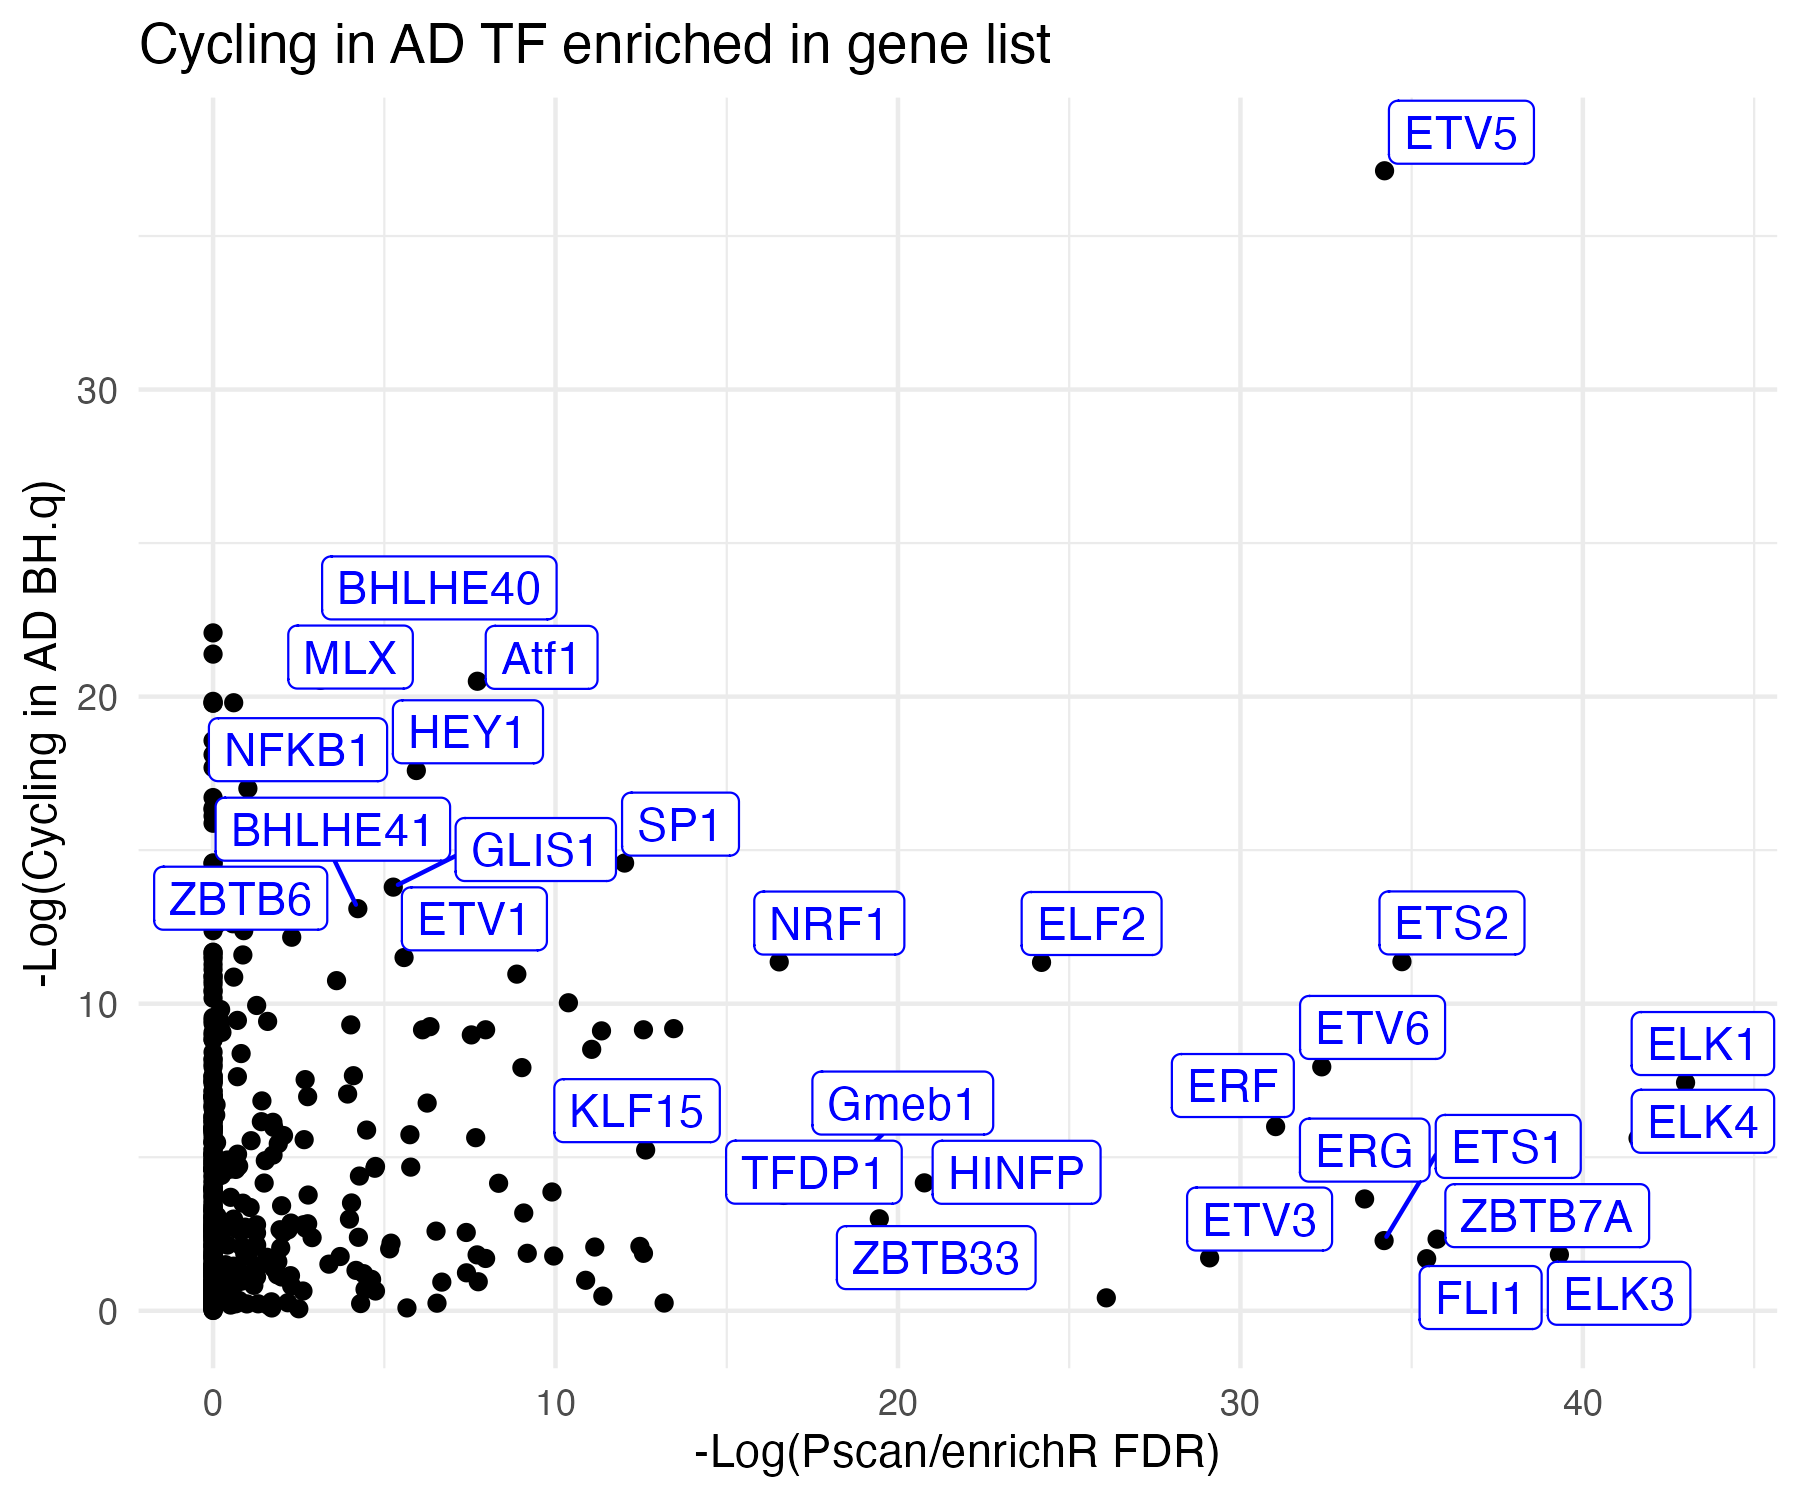 Cycling in AD TF enriched in gene list
ETV5
30
BHLHE40
MLX
Atf1
20
HEY1
NFKB1
SP1
BHLHE41
GLIS1
ZBTB6
ETV1
NRF1
ELF2
ETS2
10
ETV6
ELK1
ERF
Gmeb1
KLF15
ELK4
ERG
ETS1
TFDP1
HINFP
ETV3
ZBTB7A
ZBTB33
FLI1
ELK3
0
0
10
20
30
40
-Log(Pscan/enrichR FDR)
-Log(Cycling in AD BH.q)